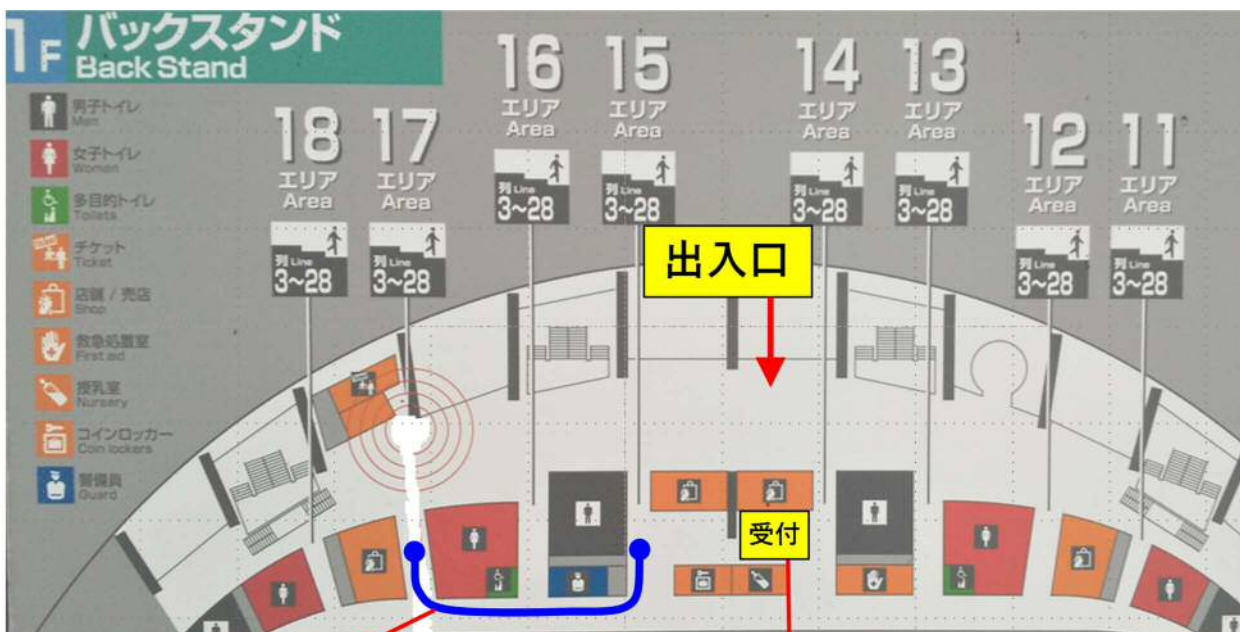 1F バックスタンド
Back Stand
男子トイレ
Men
女子トイレ
Women
多目的トイレ
Toilets
チケット
Ticket
店舗 / 売店
Shop
救急処置室
First aid
授乳室
Nursery
コインロッカー
Coin lockers
警備員
Guard
18
エリア
Area
列 Line
3~28
17
エリア
Area
列 Line
3~28
16
エリア
Area
列 Line
3~28
15
エリア
Area
列 Line
3~28
14
エリア
Area
列 Line
3~28
13
エリア
Area
列 Line
3~28
12
エリア
Area
列 Line
3~28
11
エリア
Area
列 Line
3~28
出入口
受付